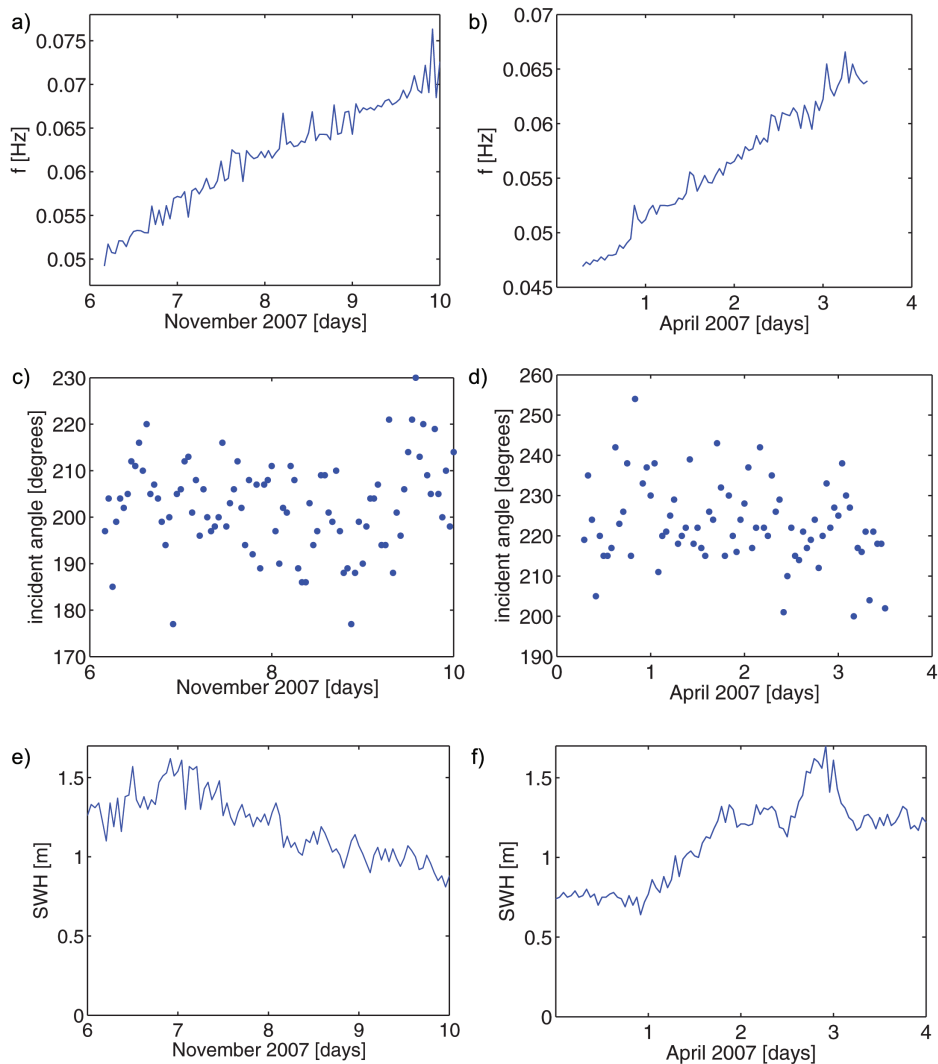 a)
f [Hz]
0.075
0.07
0.065
0.06
0.055
0.05
6 7 8 9 10
November 2007 [days]
b)
f [Hz]
0.07
0.065
0.06
0.055
0.05
0.045
1 2 3 4
April 2007 [days]
c)
incident angle [degrees]
230
220
210
200
190
180
170
6 8 10
November 2007 [days]
d)
incident angle [degrees]
260
250
240
230
220
210
200
190
0 1 2 3 4
April 2007 [days]
e)
SWH [m]
1.5
1
0.5
0
6 7 8 9 10
November 2007 [days]
f)
SWH [m]
1.5
1
0.5
0
1 2 3 4
April 2007 [days]